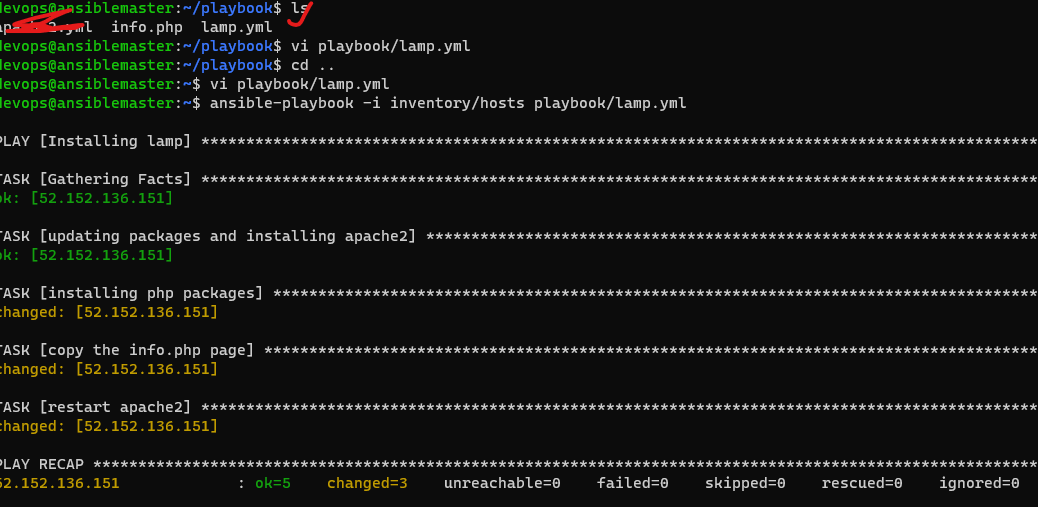 devops@ansiblemaster:~/playbook$ ls
apache2.yml  info.php  lamp.yml
devops@ansiblemaster:~/playbook$ vi playbook/lamp.yml
devops@ansiblemaster:~/playbook$ cd ..
devops@ansiblemaster:~$ vi playbook/lamp.yml
devops@ansiblemaster:~$ ansible-playbook -i inventory/hosts playbook/lamp.yml
PLAY [Installing lamp] *********************************************************************************************
TASK [Gathering Facts] *********************************************************************************************
ok: [52.152.136.151]
TASK [updating packages and installing apache2] ********************************************************************
ok: [52.152.136.151]
TASK [installing php packages] *************************************************************************************
changed: [52.152.136.151]
TASK [copy the info.php page] **************************************************************************************
changed: [52.152.136.151]
TASK [restart apache2] *********************************************************************************************
changed: [52.152.136.151]
PLAY RECAP *********************************************************************************************************
52.152.136.151             : ok=5    changed=3    unreachable=0    failed=0    skipped=0    rescued=0    ignored=0